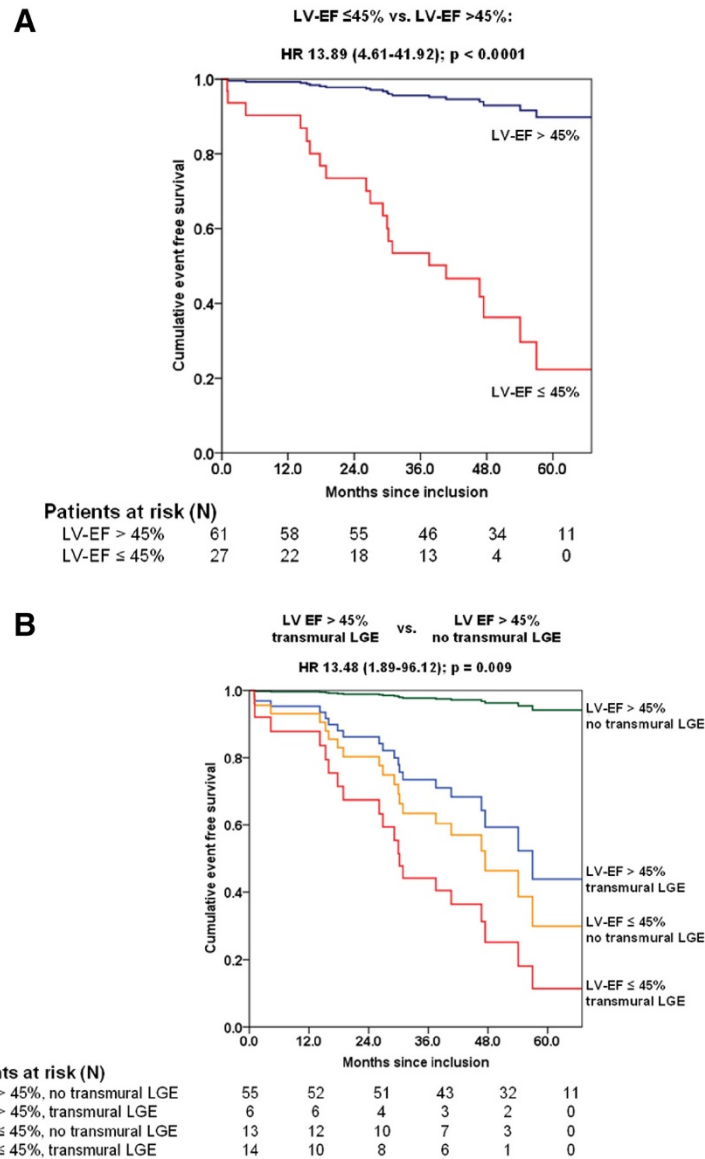 A
LV-EF ≤45% vs. LV-EF >45%:
HR 13.89 (4.61-41.92); p < 0.0001
1.0
0.8
0.6
0.4
0.2
0.0
Cumulative event free survival
LV-EF > 45%
LV-EF ≤ 45%
0.0 12.0 24.0 36.0 48.0 60.0
Months since inclusion
Patients at risk (N)
LV-EF > 45% 61 58 55 46 34 11
LV-EF ≤ 45% 27 22 18 13 4 0
B
LV EF > 45% vs. LV EF > 45%
transmural LGE no transmural LGE
HR 13.48 (1.89-96.12); p = 0.009
1.0
0.8
0.6
0.4
0.2
0.0
Cumulative event free survival
LV-EF > 45%
no transmural LGE
LV-EF > 45%
transmural LGE
LV-EF ≤ 45%
no transmural LGE
LV-EF ≤ 45%
transmural LGE
0.0 12.0 24.0 36.0 48.0 60.0
Months since inclusion
nts at risk (N)
> 45%, no transmural LGE 55 52 51 43 32 11
> 45%, transmural LGE 6 6 4 3 2 0
≤ 45%, no transmural LGE 13 12 10 7 3 0
≤ 45%, transmural LGE 14 10 8 6 1 0